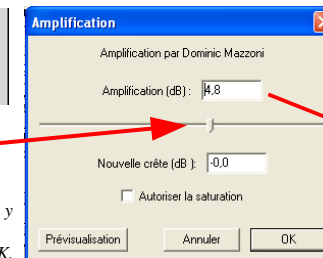 Amplification
Amplification par Dominic Mazzoni
Amplification (dB) : 4,8
Nouvelle crête (dB ): -0,0
Autoriser la saturation
y
Prévisualisation Annuler OK
K.